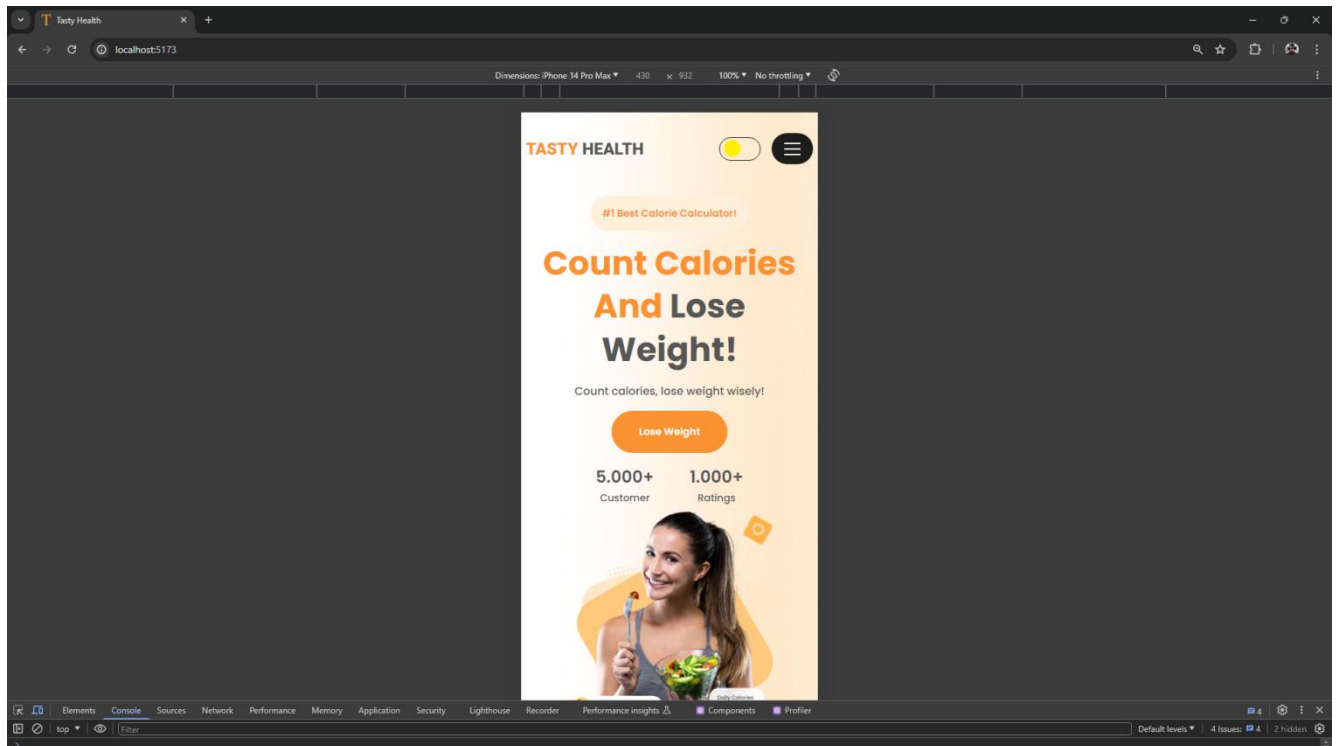 T Tasty Health
localhost:5173
Dimensions: iPhone 14 Pro Max 430 x 932 100% No throttling
TASTY HEALTH
#1 Best Calorie Calculator!
Count Calories
And Lose
Weight!
Count calories, lose weight wisely!
Lose Weight
5.000+ 1.000+
Customer Ratings
Daily Calories
Elements Console Sources Network Performance Memory Application Security Lighthouse Recorder Performance insights Components Profiler 4
top Filter Default levels 4 Issues: 4 2 hidden